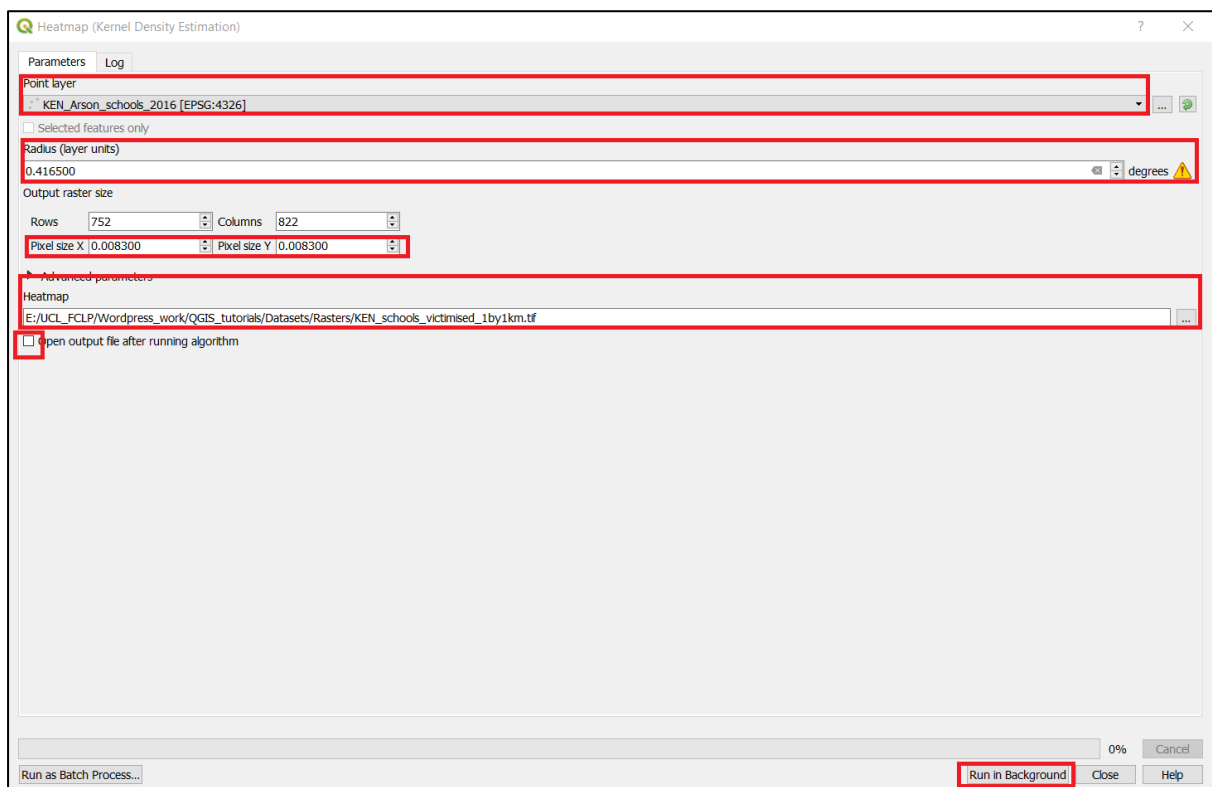 Heatmap (Kernel Density Estimation)
Parameters Log
Point layer
KEN_Arson_schools_2016 [EPSG:4326] ...
Selected features only
Radius (layer units)
0.416500 degrees
Output raster size
Rows 752 Columns 822
Pixel size X 0.008300 Pixel size Y 0.008300
Advanced parameters
Heatmap
E:/UCL_FCLP/Wordpress_work/QGIS_tutorials/Datasets/Rasters/KEN_schools_victimised_1by1km.tif ...
Open output file after running algorithm
0% Cancel
Run as Batch Process... Run in Background Close Help